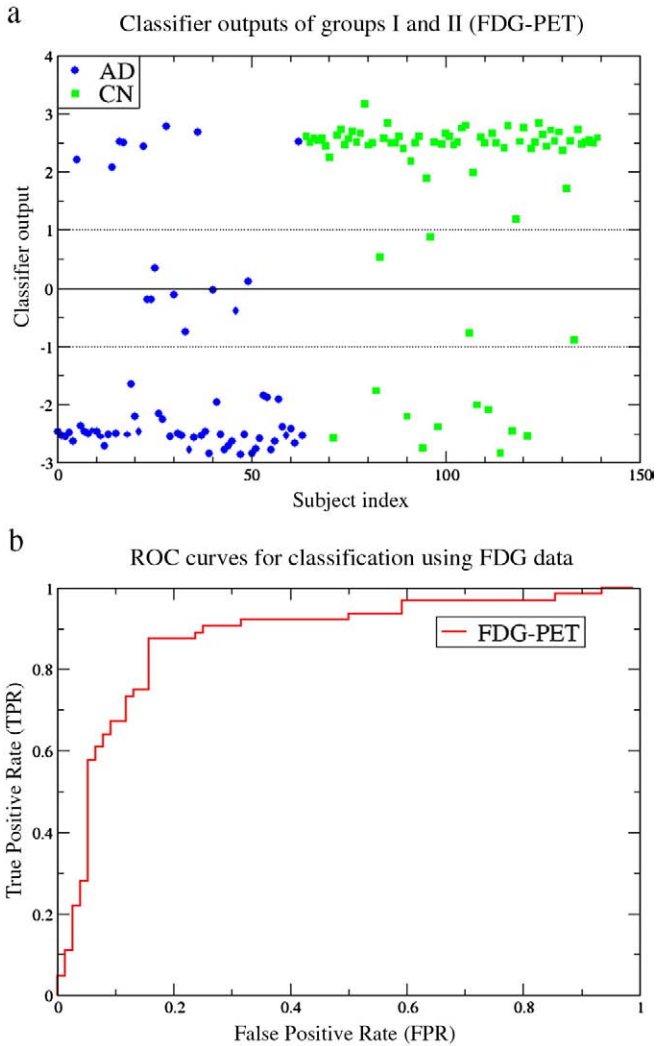 a
Classifier outputs of groups I and II (FDG-PET)
4
3
2
1
0
-1
-2
-3
AD
CN
Classifier output
0
50
100
150
Subject index
b
ROC curves for classification using FDG data
1
0.8
0.6
0.4
0.2
0
FDG-PET
True Positive Rate (TPR)
0
0.2
0.4
0.6
0.8
1
False Positive Rate (FPR)